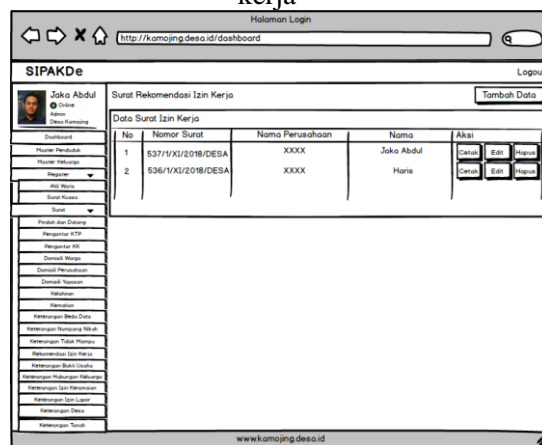 kerja
Halaman Login
http://kamojing.desa.id/dashboard
SIPAKDe
Logou
Jaka Abdul
Online
Admin
Desa Kamojing
Surat Rekomendasi Izin Kerja
Tambah Data
Data Surat Izin Kerja
No Nomor Surat Nama Perusahaan Nama Aksi
1 537/1/XI/2018/DESA XXXX Jaka Abdul Cetak Edit Hapus
2 536/1/XI/2018/DESA XXXX Haris Cetak Edit Hapus
Dashboard
Master Penduduk
Master Keluarga
Register
Ahli Waris
Surat Kuasa
Surat
Pindah dan Datang
Pengantar KTP
Pengantar KK
Domisili Warga
Domisili Perusahaan
Domisili Yayasan
Kelahiran
Kematian
Keterangan Beda Data
Keterangan Numpang Nikah
Keterangan Tidak Mampu
Rekomendasi Izin Kerja
Keterangan Bukti Usaha
Keterangan Hubungan Keluarga
Keterangan Izin Keramaian
Keterangan Izin Lapor
Keterangan Desa
Keterangan Tanah
www.kamojing.desa.id